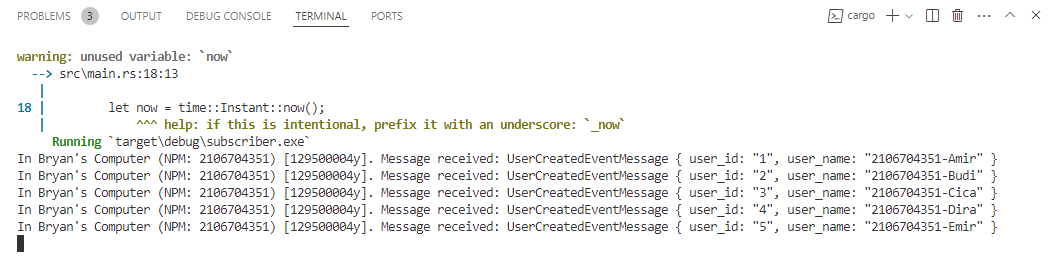 PROBLEMS 3 OUTPUT DEBUG CONSOLE TERMINAL PORTS cargo
warning: unused variable: `now`
--> src\main.rs:18:13
|
18 | let now = time::Instant::now();
| ^^^ help: if this is intentional, prefix it with an underscore: `_now`
Running `target\debug\subscriber.exe`
In Bryan's Computer (NPM: 2106704351) [129500004y]. Message received: UserCreatedEventMessage { user_id: "1", user_name: "2106704351-Amir" }
In Bryan's Computer (NPM: 2106704351) [129500004y]. Message received: UserCreatedEventMessage { user_id: "2", user_name: "2106704351-Budi" }
In Bryan's Computer (NPM: 2106704351) [129500004y]. Message received: UserCreatedEventMessage { user_id: "3", user_name: "2106704351-Cica" }
In Bryan's Computer (NPM: 2106704351) [129500004y]. Message received: UserCreatedEventMessage { user_id: "4", user_name: "2106704351-Dira" }
In Bryan's Computer (NPM: 2106704351) [129500004y]. Message received: UserCreatedEventMessage { user_id: "5", user_name: "2106704351-Emir" }